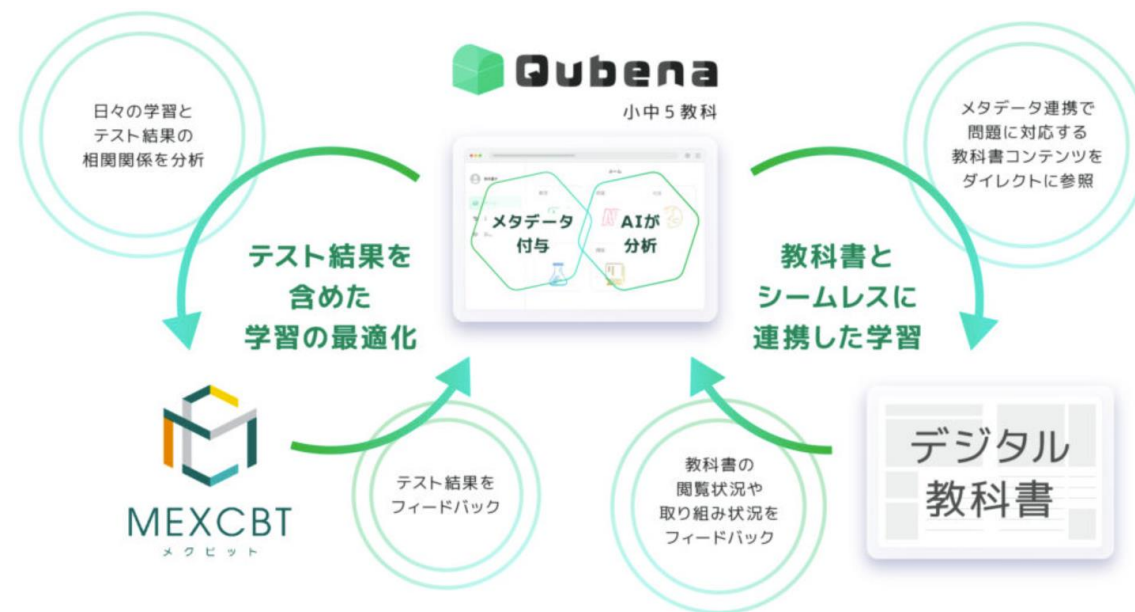 Qubena
小中5教科
日々の学習と
テスト結果の
相関関係を分析
メタデータ連携で
問題に対応する
教科書コンテンツを
ダイレクトに参照
メタデータ
付与
AIが
分析
テスト結果を
含めた
学習の最適化
教科書と
シームレスに
連携した学習
MEXCBT
メクビット
テスト結果を
フィードバック
教科書の
閲覧状況や
取り組み状況を
フィードバック
デジタル
教科書